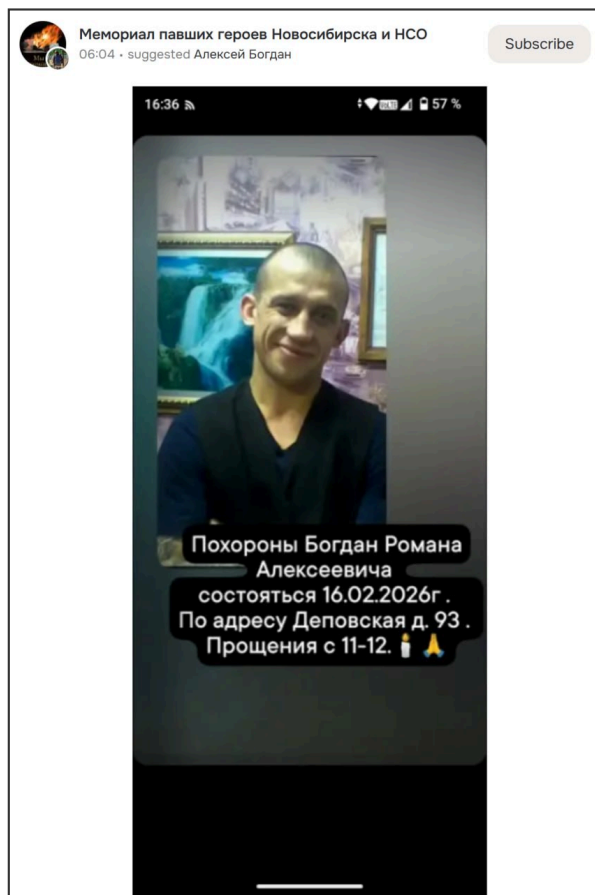 Мемориал павших героев Новосибирска и НСО
06:04 • suggested Алексей Богдан
Subscribe
16:36
57 %
Похороны Богдан Романа
Алексеевича
состояться 16.02.2026г .
По адресу Деповская д. 93 .
Прощения с 11-12. 🕯️ 🙏